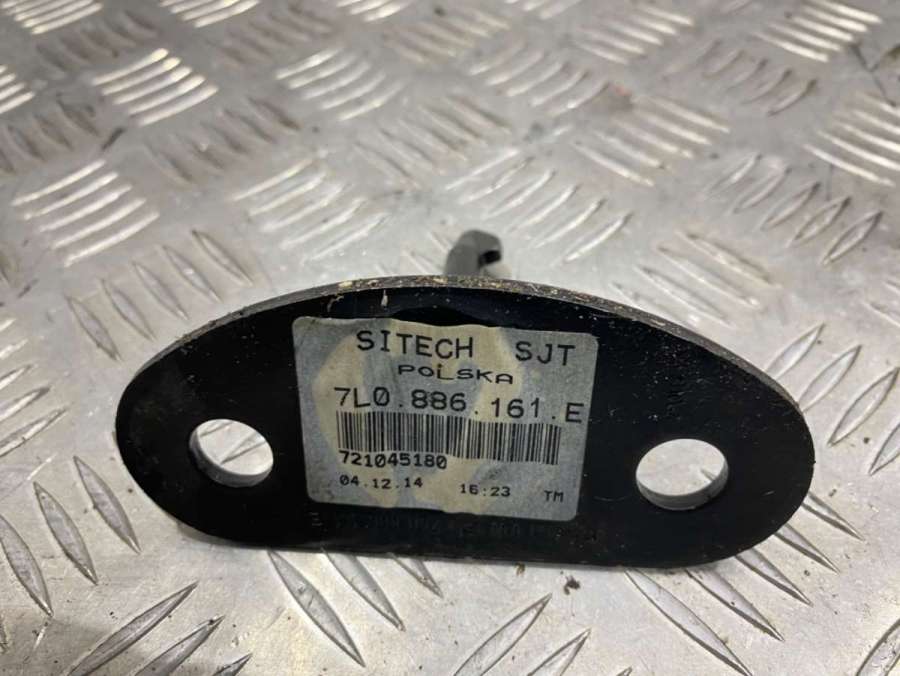 SITECH SJT
POLSKA
7L0.886.161.E
721045180
04.12.14 16:23 TM